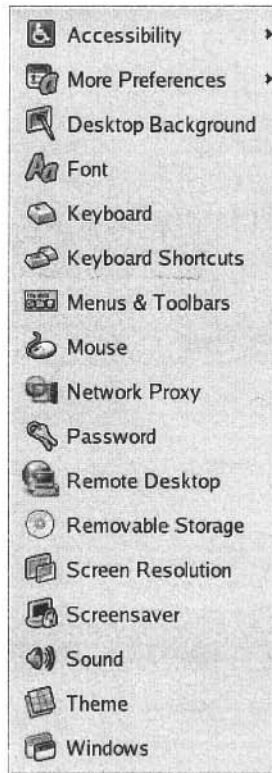 Accessibility
More Preferences
Desktop Background
Font
Keyboard
Keyboard Shortcuts
Menus & Toolbars
Mouse
Network Proxy
Password
Remote Desktop
Removable Storage
Screen Resolution
Screensaver
Sound
Theme
Windows